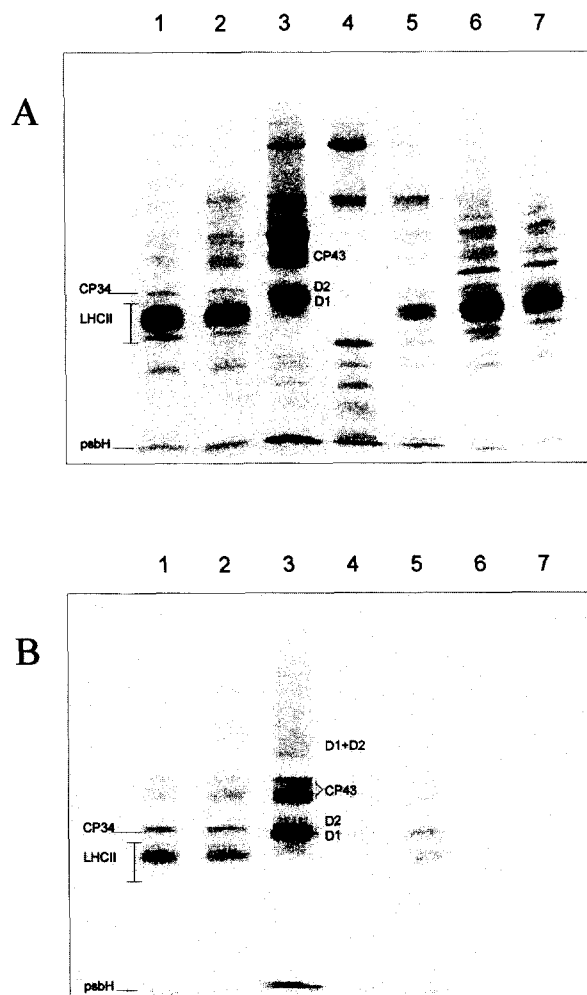 1 2 3 4 5 6 7
A
CP43
CP34
D2
D1
LHCII
psbH
1 2 3 4 5 6 7
B
D1+D2
CP43
D2
CP34
D1
LHCII
psbH